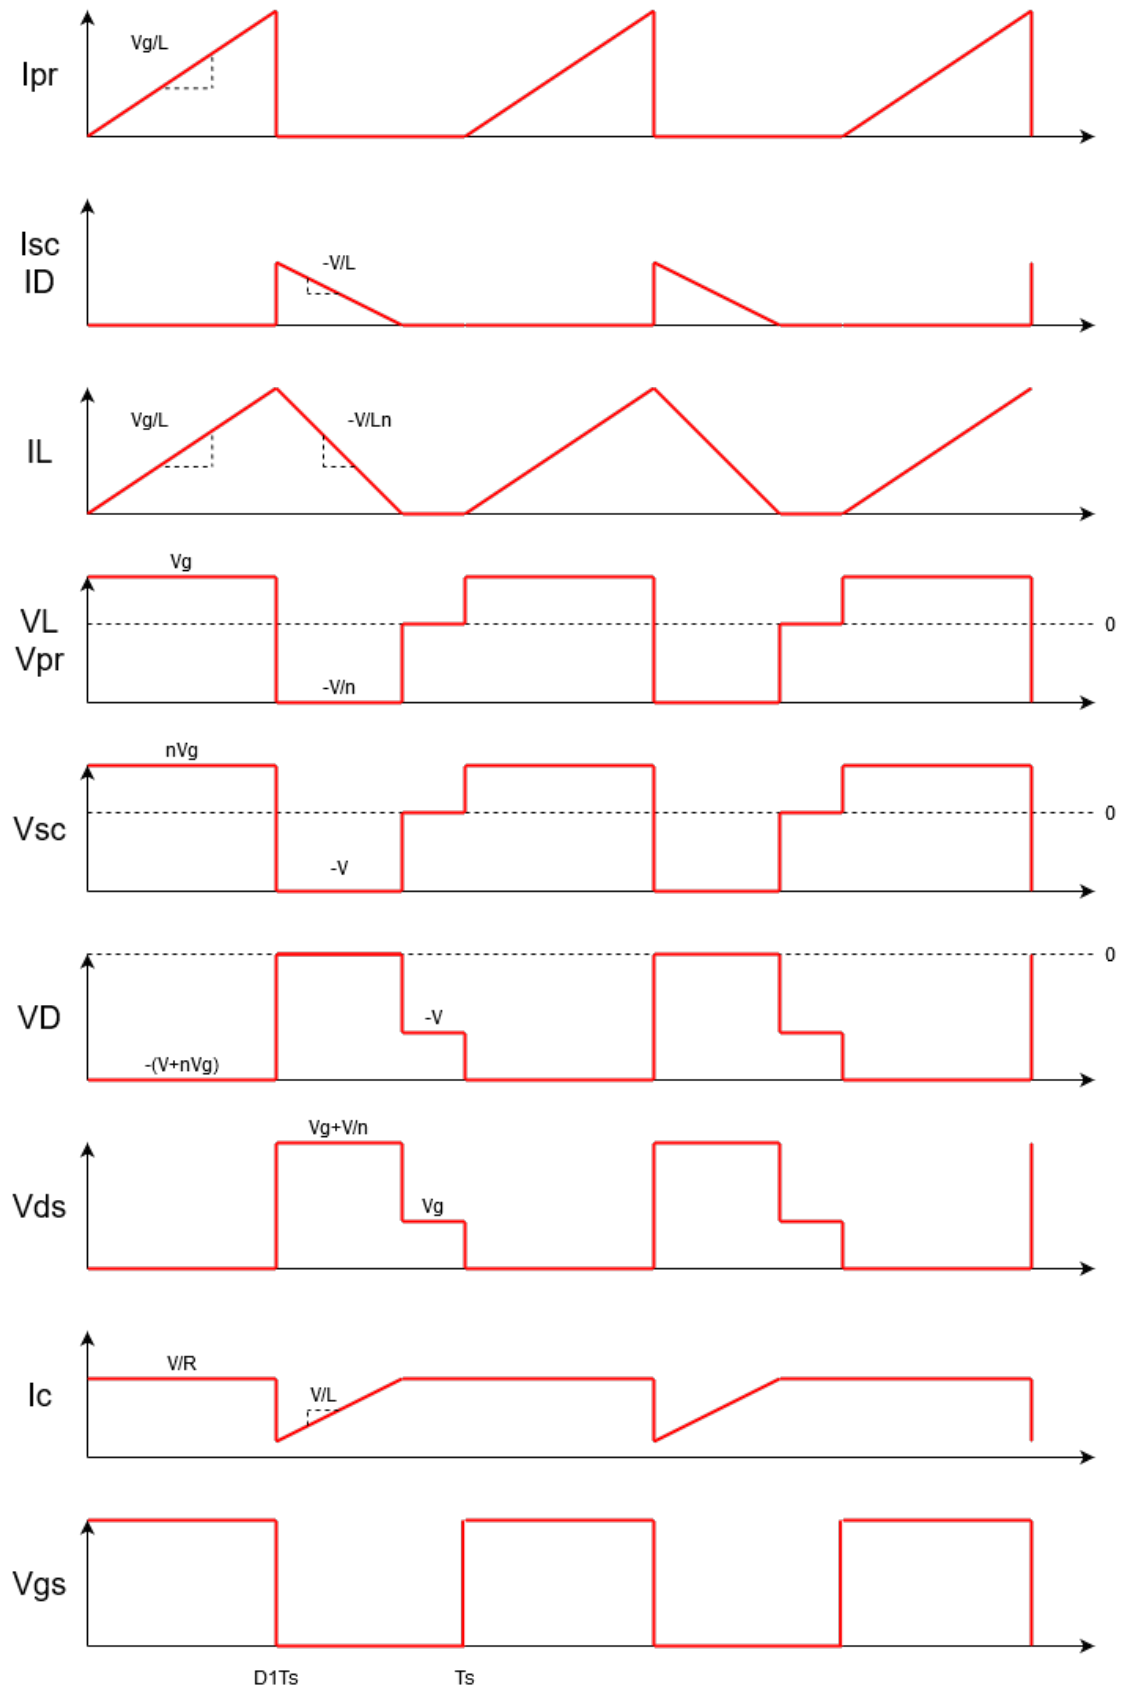 Vg/L
Ipr
Isc
ID
-V/L
Vg/L
-V/Ln
IL
Vg
VL
Vpr
0
-V/n
nVg
Vsc
0
-V
0
VD
-V
-(V+nVg)
Vg+V/n
Vds
Vg
V/R
Ic
V/L
Vgs
D1Ts
Ts